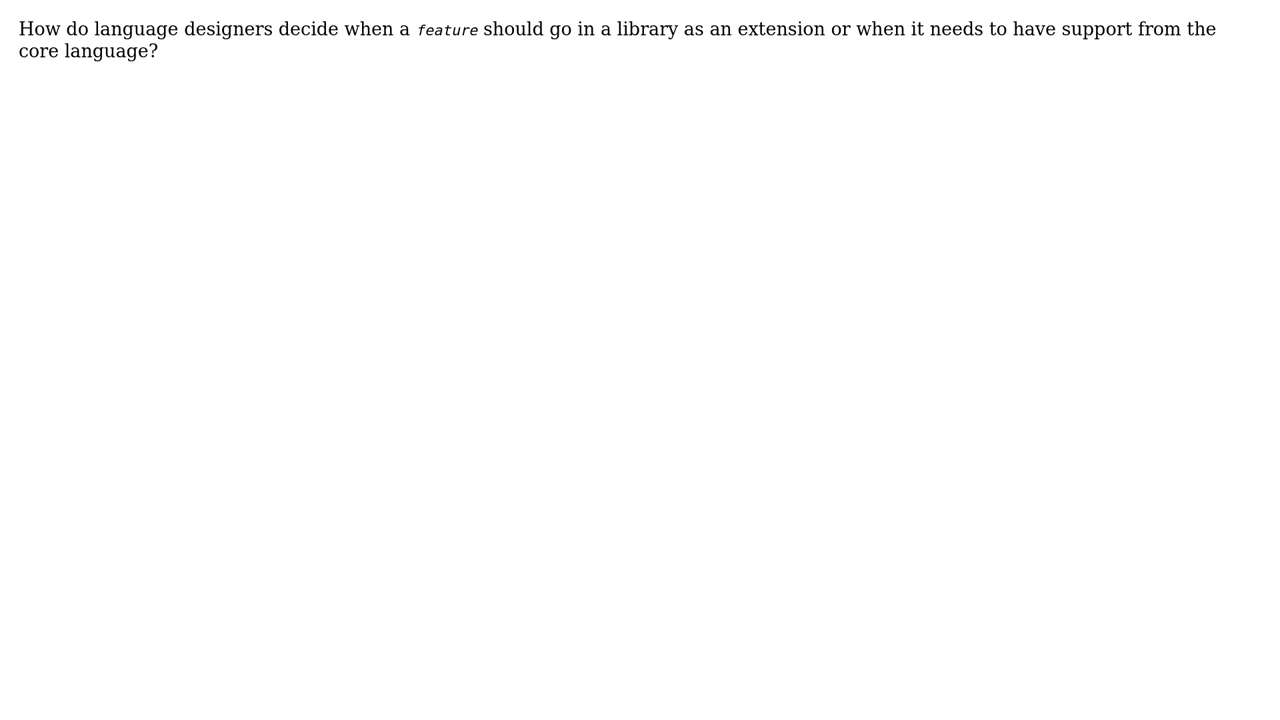 How do language designers decide when a feature should go in a library as an extension or when it needs to have support from the
core language?